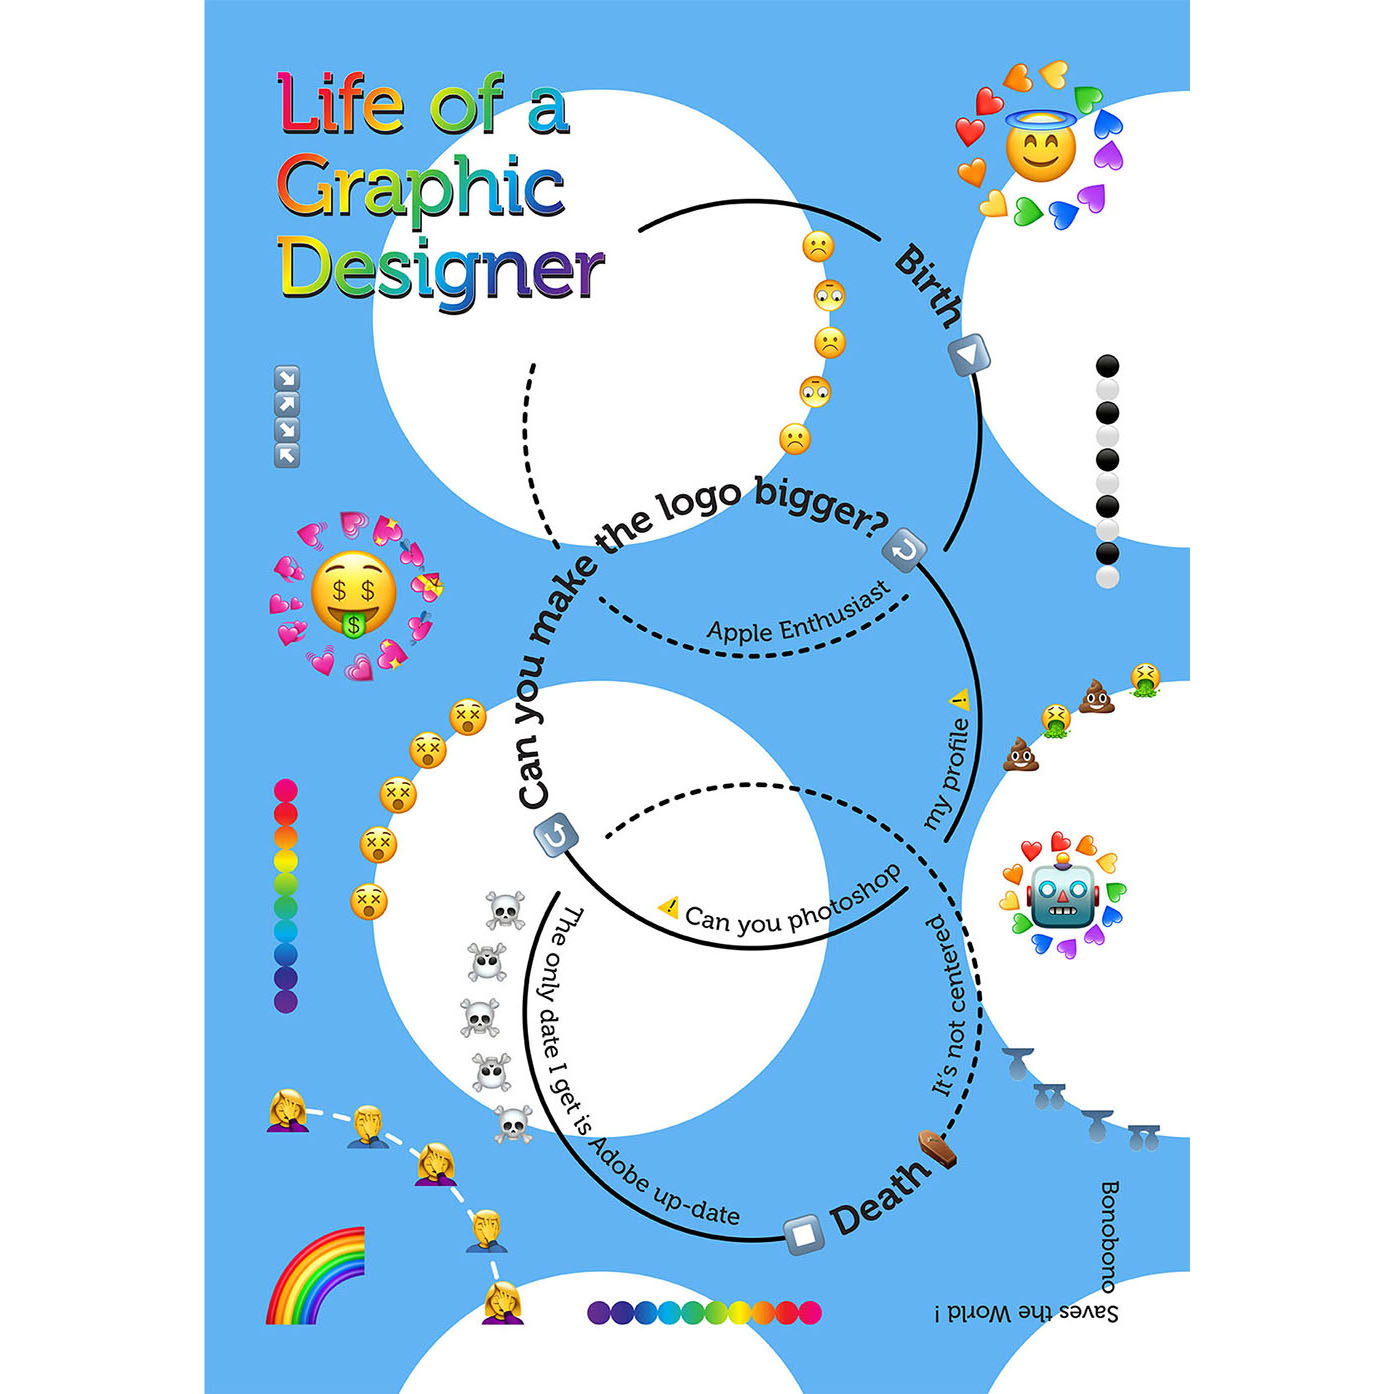 Life of a
Graphic
Designer
Birth
Can you make the logo bigger?
Apple Enthusiast
my profile
Can you photoshop
It's not centered
The only date I get is Adobe up-date
Death
Bonobono
Saves the World !